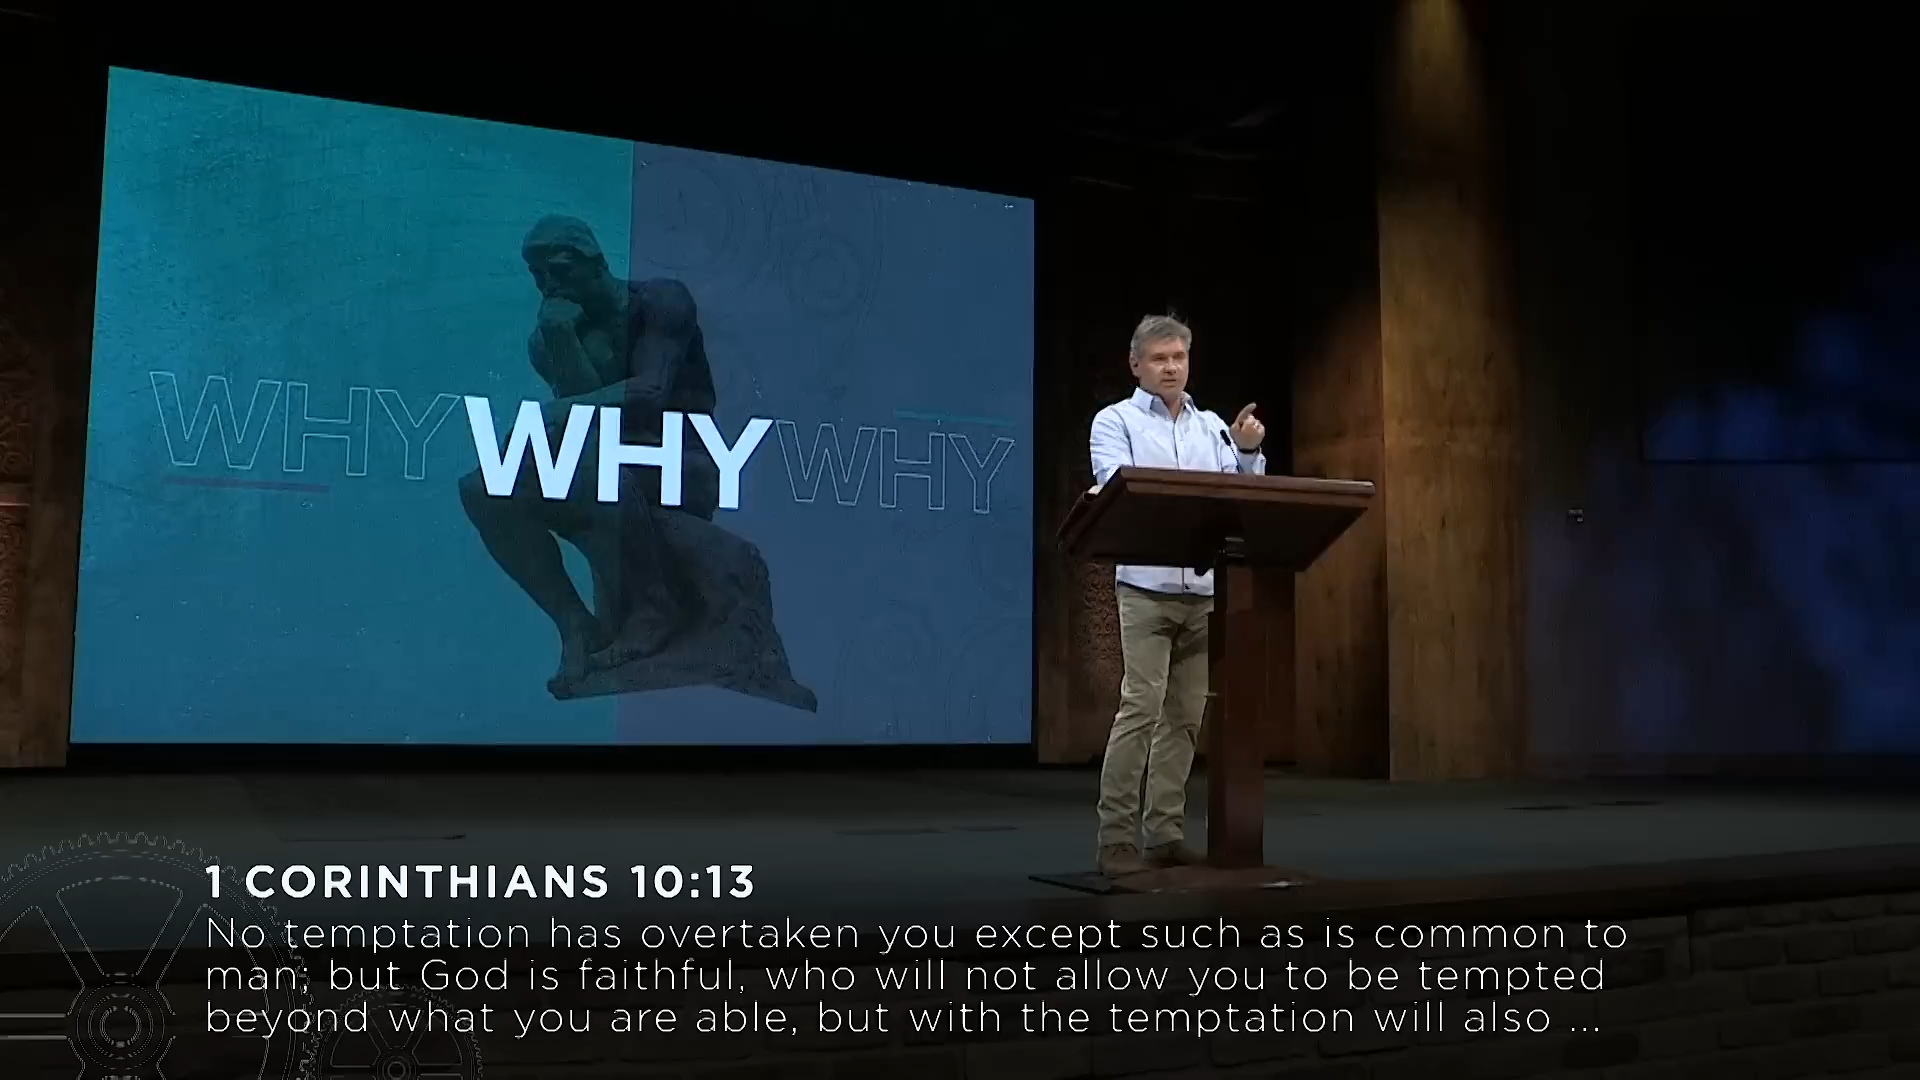 WHY WHY WHY
1 CORINTHIANS 10:13
No temptation has overtaken you except such as is common to
man; but God is faithful, who will not allow you to be tempted
beyond what you are able, but with the temptation will also ...